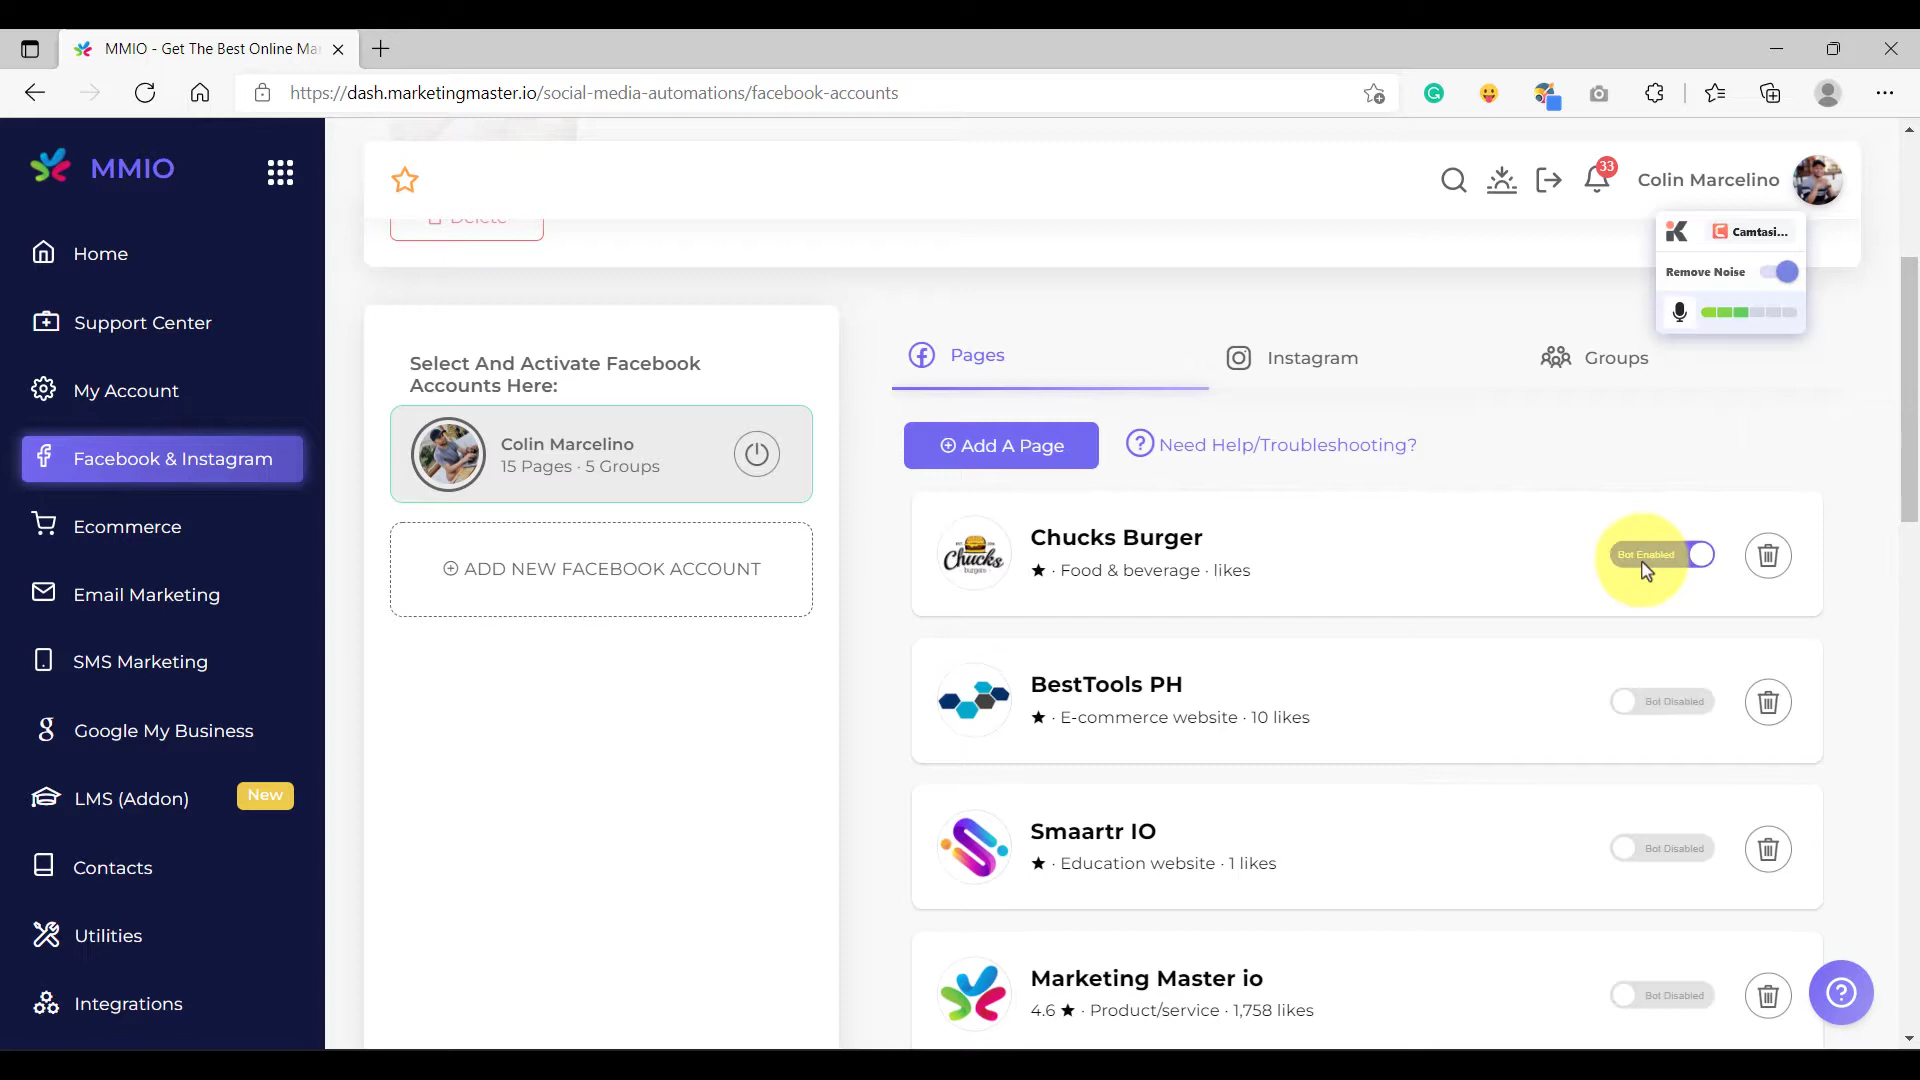 MMIO - Get The Best Online Ma
https://dash.marketingmaster.io/social-media-automations/facebook-accounts
MMIO
Home
Support Center
My Account
Facebook & Instagram
Ecommerce
Email Marketing
SMS Marketing
Google My Business
LMS (Addon)
New
Contacts
Utilities
Integrations
33
Colin Marcelino
Delete
Camtasi...
Remove Noise
Select And Activate Facebook
Accounts Here:
Colin Marcelino
15 Pages · 5 Groups
ADD NEW FACEBOOK ACCOUNT
Pages
Instagram
Groups
Add A Page
Need Help/Troubleshooting?
Chucks
burgers
Chucks Burger
★ · Food & beverage · likes
Bot Enabled
BestTools PH
★ · E-commerce website · 10 likes
Bot Disabled
Smaartr IO
★ · Education website · 1 likes
Bot Disabled
Marketing Master io
4.6 ★ · Product/service · 1,758 likes
Bot Disabled